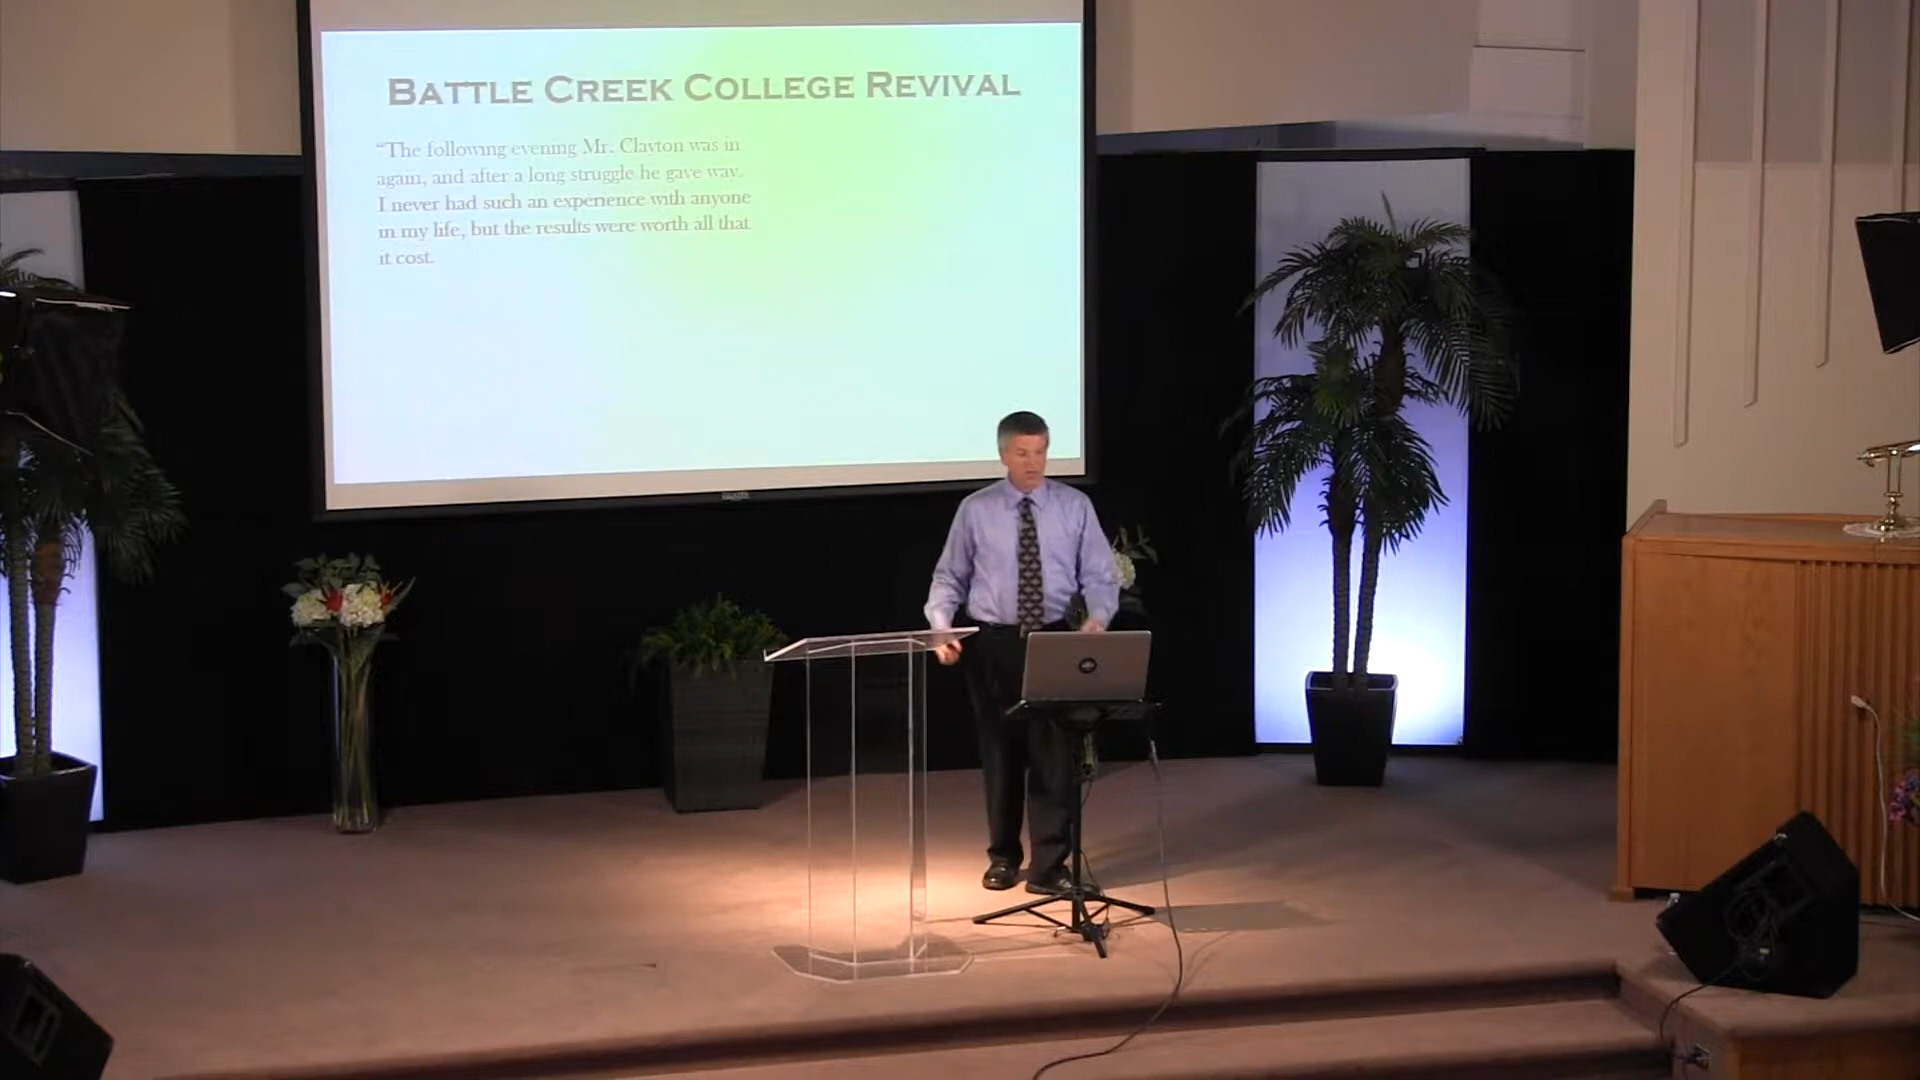 BATTLE CREEK COLLEGE REVIVAL
“The following evening Mr. Clayton was in
again, and after a long struggle he gave way.
I never had such an experience with anyone
in my life, but the results were worth all that
it cost.